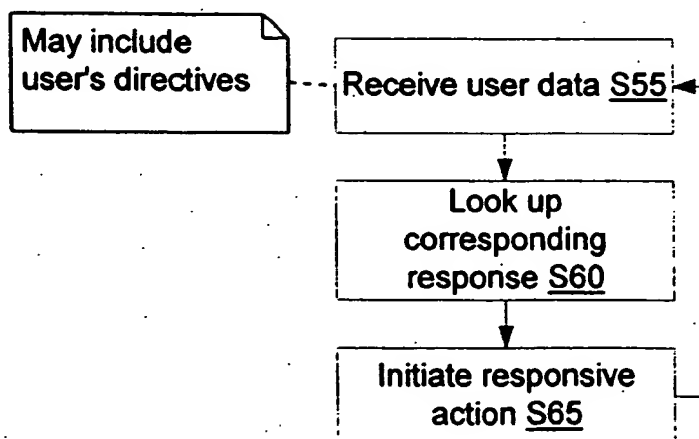 May include
user's directives
Receive user data S55
Look up
corresponding
response S60
Initiate responsive
action S65